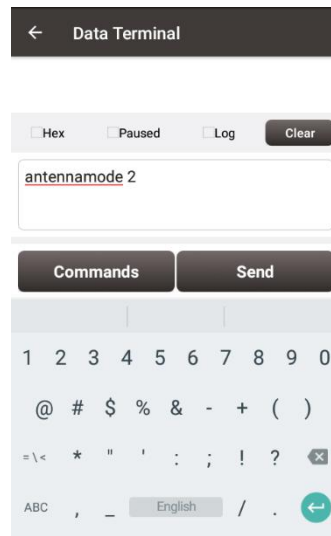 ← Data Terminal
Hex Paused Log Clear
antennamode 2
Commands Send
1 2 3 4 5 6 7 8 9 0
@ # $ % & - + ( )
= \ < * " ' : ; ! ?
ABC , _ English / .